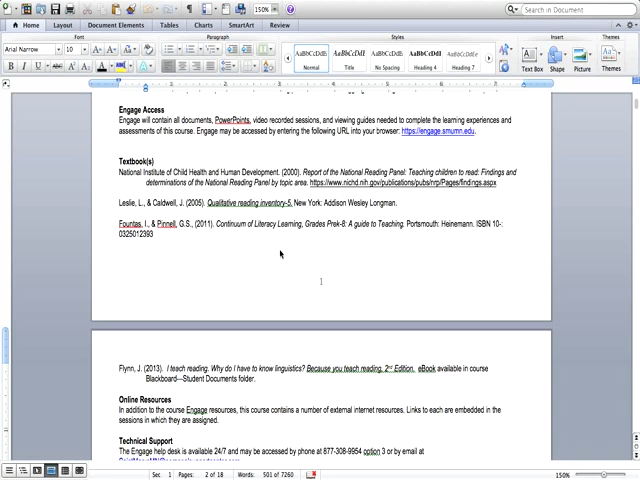 150%
Search in Document
Home Layout Document Elements Tables Charts SmartArt Review
Font Paragraph Styles Insert Themes
Arial Narrow 10
AaBbCcDdEe AaBbCcDdEe AaBbCcDdEe AaBbCcDdE AaBbCcDdEe
Normal Title No Spacing Heading 4 Heading 7 Text Box Shape Picture Themes
Engage Access
Engage will contain all documents, PowerPoints, video recorded sessions, and viewing guides needed to complete the learning experiences and
assessments of this course. Engage may be accessed by entering the following URL into your browser: https://engage.smumn.edu.
Textbook(s)
National Institute of Child Health and Human Development. (2000). Report of the National Reading Panel: Teaching children to read: Findings and
determinations of the National Reading Panel by topic area. https://www.nichd.nih.gov/publications/pubs/nrp/Pages/findings.aspx
Leslie, L., & Caldwell, J. (2005). Qualitative reading inventory-5. New York: Addison Wesley Longman.
Fountas, I., & Pinnell, G.S., (2011). Continuum of Literacy Learning, Grades Prek-8: A guide to Teaching. Portsmouth: Heinemann. ISBN 10-:
0325012393
1
Flynn, J. (2013). I teach reading. Why do I have to know linguistics? Because you teach reading, 2nd Edition. eBook available in course
Blackboard—Student Documents folder.
Online Resources
In addition to the course Engage resources, this course contains a number of external internet resources. Links to each are embedded in the
sections in which they are assigned.
Technical Support
The Engage help desk is available 24/7 and may be accessed by phone at 877-308-9954 option 3 or by email at
Sec 1 Pages: 2 of 18 Words: 501 of 7260 150%